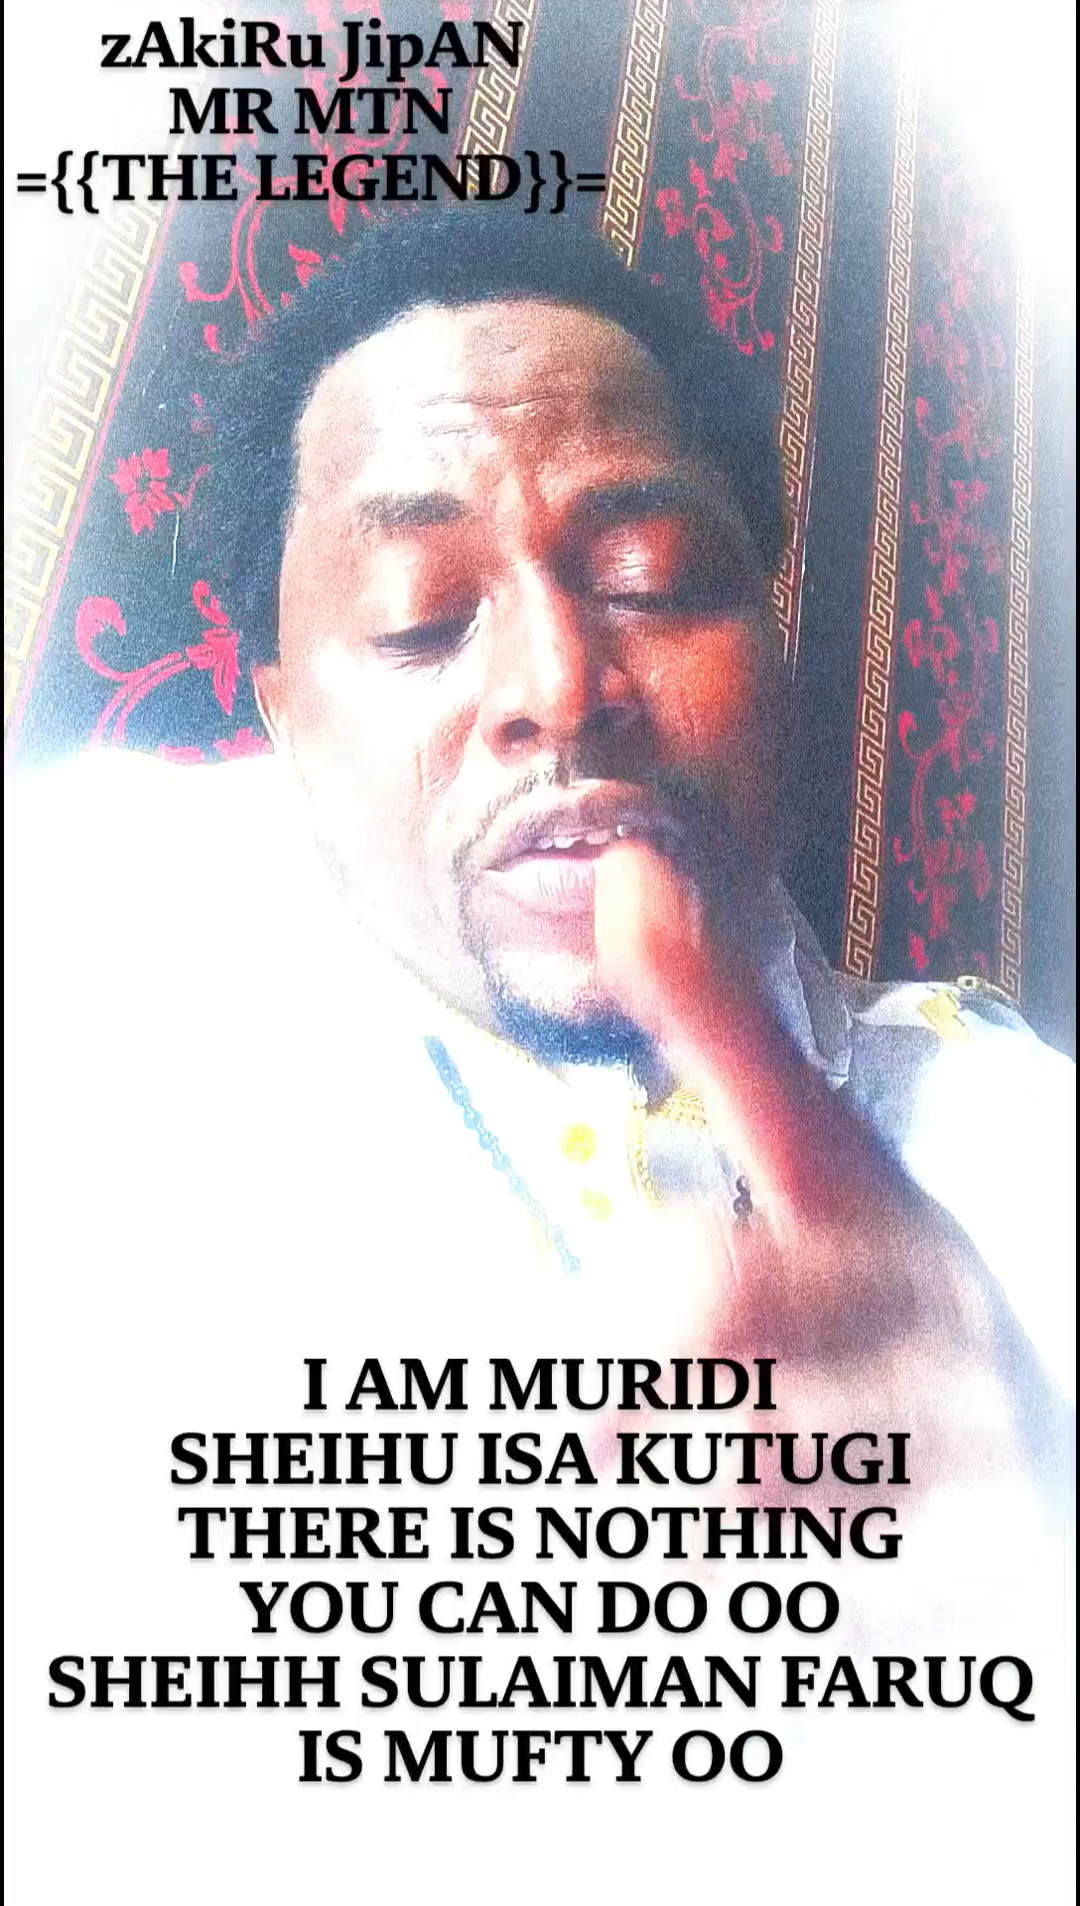 zAkiRu JipAN
MR MTN
={{THE LEGEND}}=
I AM MURIDI
SHEIHU ISA KUTUGI
THERE IS NOTHING
YOU CAN DO OO
SHEIHH SULAIMAN FARUQ
IS MUFTY OO